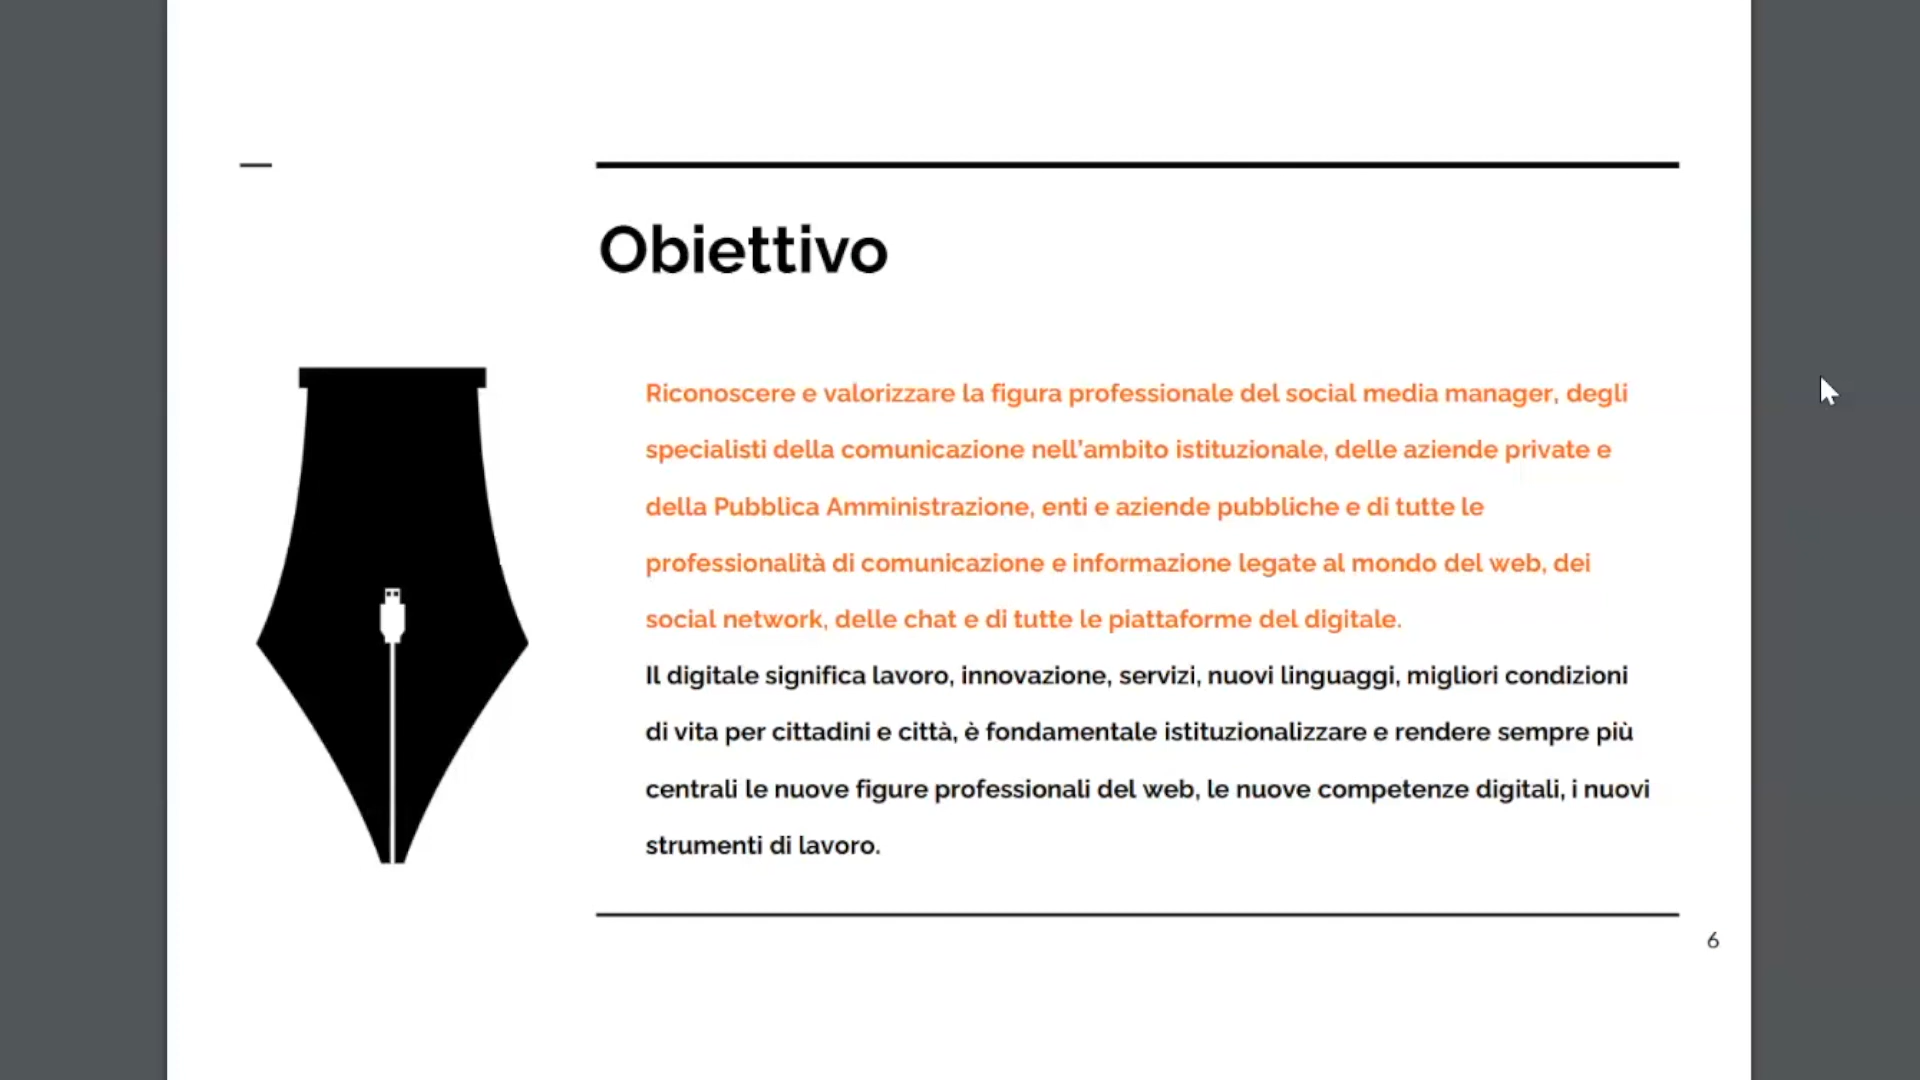 Obiettivo
Riconoscere e valorizzare la figura professionale del social media manager, degli
specialisti della comunicazione nell'ambito istituzionale, delle aziende private e
della Pubblica Amministrazione, enti e aziende pubbliche e di tutte le
professionalità di comunicazione e informazione legate al mondo del web, dei
social network, delle chat e di tutte le piattaforme del digitale.
Il digitale significa lavoro, innovazione, servizi, nuovi linguaggi, migliori condizioni
di vita per cittadini e città, è fondamentale istituzionalizzare e rendere sempre più
centrali le nuove figure professionali del web, le nuove competenze digitali, i nuovi
strumenti di lavoro.
6